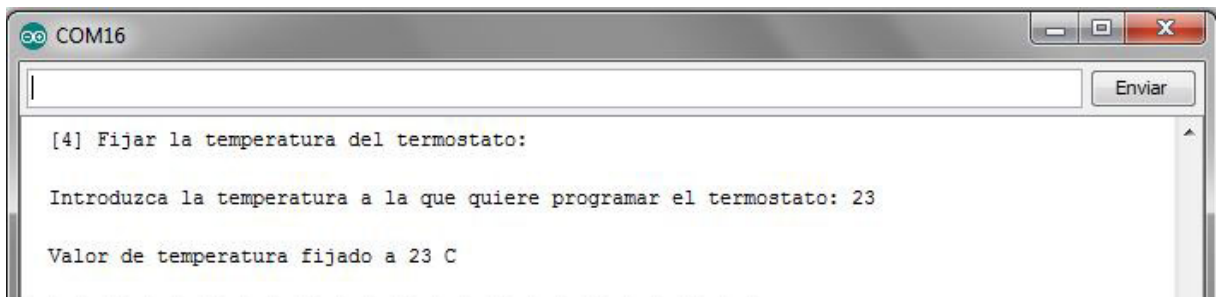 COM16
Enviar
[4] Fijar la temperatura del termostato:
Introduzca la temperatura a la que quiere programar el termostato: 23
Valor de temperatura fijado a 23 C